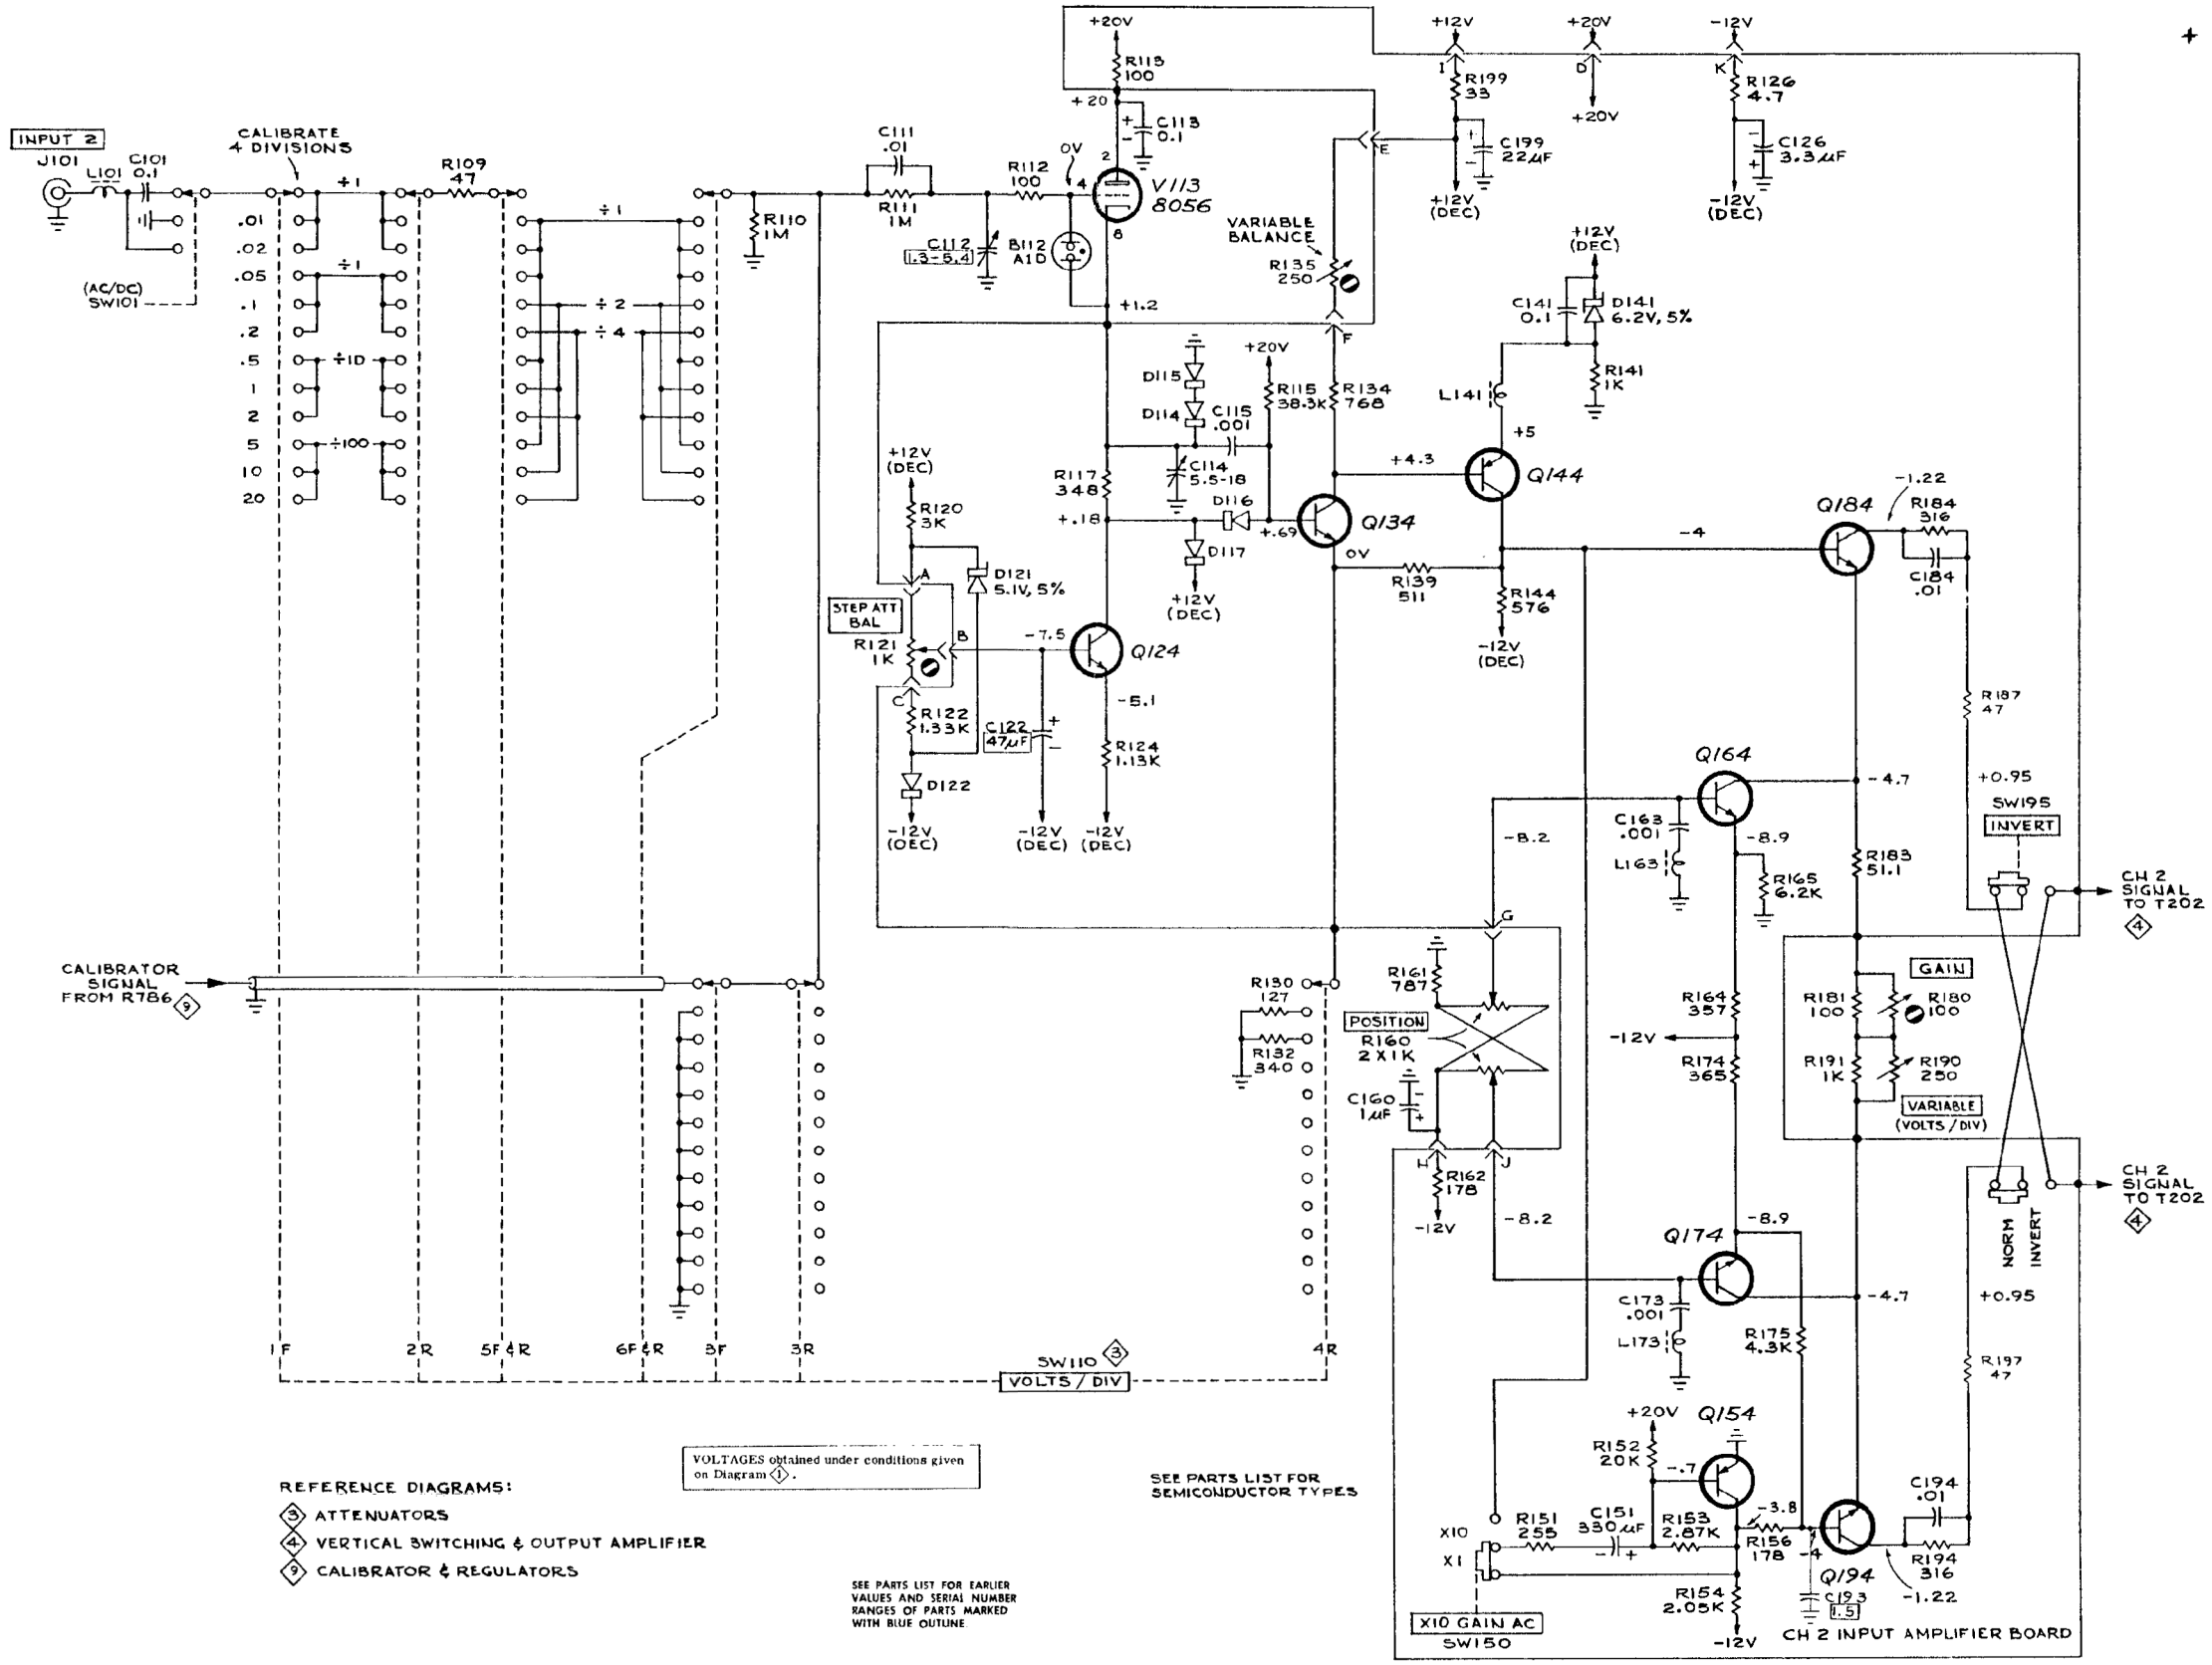 +20V
R113
100
+20
C113
0.1
+12V
+20V
-12V
I
D
K
R199
33
+20V
R126
4.7
C199
22µF
C126
3.3µF
+12V
(DEC)
-12V
(DEC)
INPUT 2
J101
L101
C101
0.1
CALIBRATE
4 DIVISIONS
÷1
R109
47
.01
.02
÷1
.05
.1
.2
.5
÷10
1
2
5
÷100
10
20
(AC/DC)
SW101
÷1
÷2
÷4
R110
1M
C111
.01
R111
1M
R112
100
0V
2
4
8
V113
8056
C112
1.3-5.4
B112
A1D
+1.2
E
VARIABLE
BALANCE
R135
250
F
+12V
(DEC)
C141
0.1
D141
6.2V, 5%
R141
1K
L141
+5
D115
D114
+20V
R115
38.3K
R134
768
C115
.001
C114
5.5-18
R117
348
+.18
D116
+.69
D117
+12V
(DEC)
Q134
0V
+4.3
Q144
R139
511
R144
576
-12V
(DEC)
-4
Q184
-1.22
R184
316
C184
.01
+12V
(DEC)
R120
3K
A
D121
5.1V, 5%
STEP ATT
BAL
R121
1K
B
C
R122
1.33K
D122
-12V
(DEC)
-7.5
Q124
-5.1
C122
47µF
R124
1.13K
-12V
(DEC)
-12V
(DEC)
R187
47
+0.95
SW195
INVERT
Q164
-4.7
C163
.001
L163
-8.2
-8.9
R165
6.2K
R183
51.1
CH 2
SIGNAL
TO T202
4
G
R161
787
POSITION
R160
2 X 1K
C160
1µF
H
J
R162
178
-12V
-8.2
R164
357
-12V
R174
365
GAIN
R181
100
R180
100
R191
1K
R190
250
VARIABLE
(VOLTS/DIV)
CH 2
SIGNAL
TO T202
4
NORM
INVERT
+0.95
CALIBRATOR
SIGNAL
FROM R786
9
R130
127
R132
340
-8.9
Q174
-4.7
C173
.001
L173
R175
4.3K
R197
47
1F
2R
5F & R
6F & R
3F
3R
4R
SW110
3
VOLTS / DIV
+20V
Q154
R152
20K
-.7
R151
255
C151
330µF
R153
2.87K
-3.8
R156
178
-4
R154
2.05K
-12V
X10
X1
X10 GAIN AC
SW150
Q194
C193
1.5
C194
.01
R194
316
-1.22
CH 2 INPUT AMPLIFIER BOARD
VOLTAGES obtained under conditions given
on Diagram 1.
REFERENCE DIAGRAMS:
3 ATTENUATORS
4 VERTICAL SWITCHING & OUTPUT AMPLIFIER
9 CALIBRATOR & REGULATORS
SEE PARTS LIST FOR
SEMICONDUCTOR TYPES
SEE PARTS LIST FOR EARLIER
VALUES AND SERIAL NUMBER
RANGES OF PARTS MARKED
WITH BLUE OUTLINE